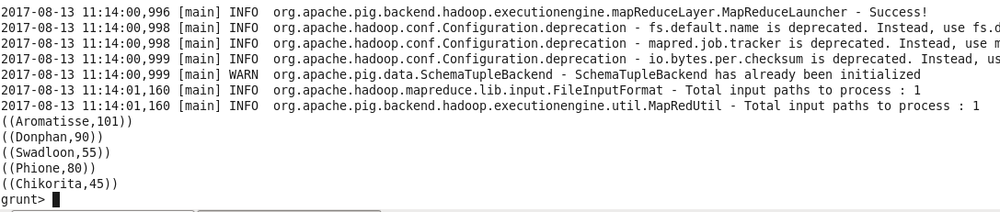 2017-08-13 11:14:00,996 [main] INFO  org.apache.pig.backend.hadoop.executionengine.mapReduceLayer.MapReduceLauncher - Success!
2017-08-13 11:14:00,998 [main] INFO  org.apache.hadoop.conf.Configuration.deprecation - fs.default.name is deprecated. Instead, use fs.d
2017-08-13 11:14:00,998 [main] INFO  org.apache.hadoop.conf.Configuration.deprecation - mapred.job.tracker is deprecated. Instead, use m
2017-08-13 11:14:00,999 [main] INFO  org.apache.hadoop.conf.Configuration.deprecation - io.bytes.per.checksum is deprecated. Instead, us
2017-08-13 11:14:00,999 [main] WARN  org.apache.pig.data.SchemaTupleBackend - SchemaTupleBackend has already been initialized
2017-08-13 11:14:01,160 [main] INFO  org.apache.hadoop.mapreduce.lib.input.FileInputFormat - Total input paths to process : 1
2017-08-13 11:14:01,160 [main] INFO  org.apache.pig.backend.hadoop.executionengine.util.MapRedUtil - Total input paths to process : 1
((Aromatisse,101))
((Donphan,90))
((Swadloon,55))
((Phione,80))
((Chikorita,45))
grunt>